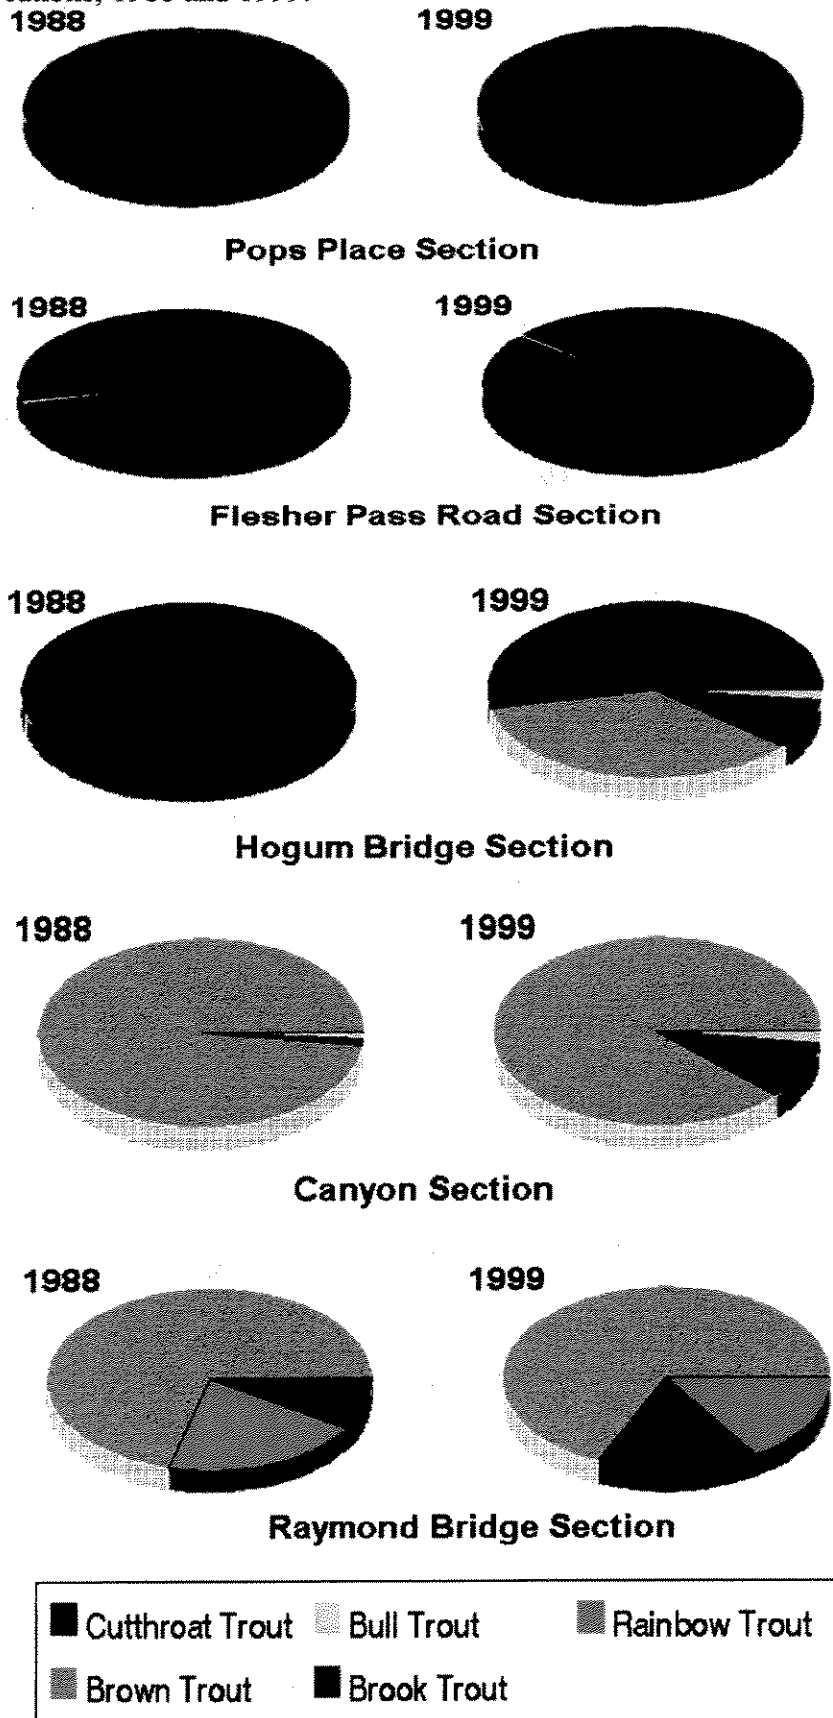 1988 1999
Pops Place Section
1988 1999
Flesher Pass Road Section
1988 1999
Hogum Bridge Section
1988 1999
Canyon Section
1988 1999
Raymond Bridge Section
Cutthroat Trout Bull Trout Rainbow Trout
Brown Trout Brook Trout